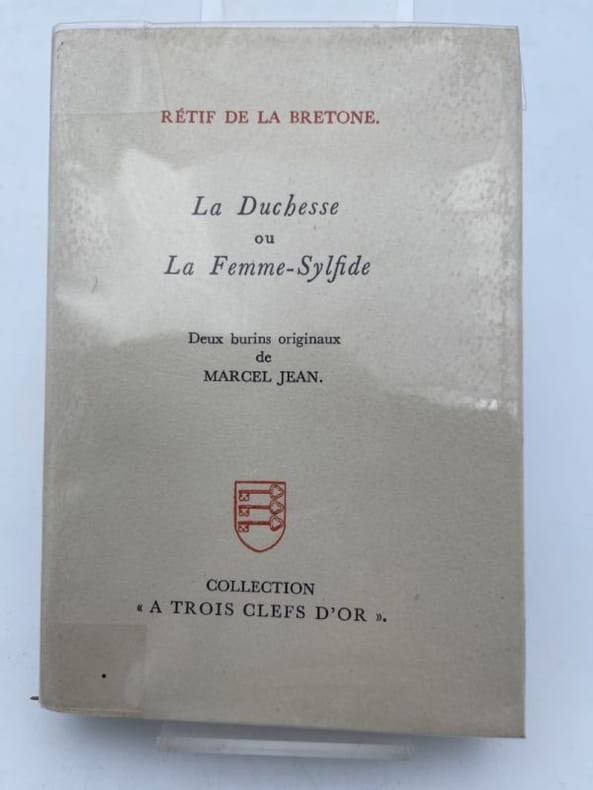 RÉTIF DE LA BRETONE.
La Duchesse
ou
La Femme-Sylfide
Deux burins originaux
de
MARCEL JEAN.
COLLECTION
« A TROIS CLEFS D'OR ».